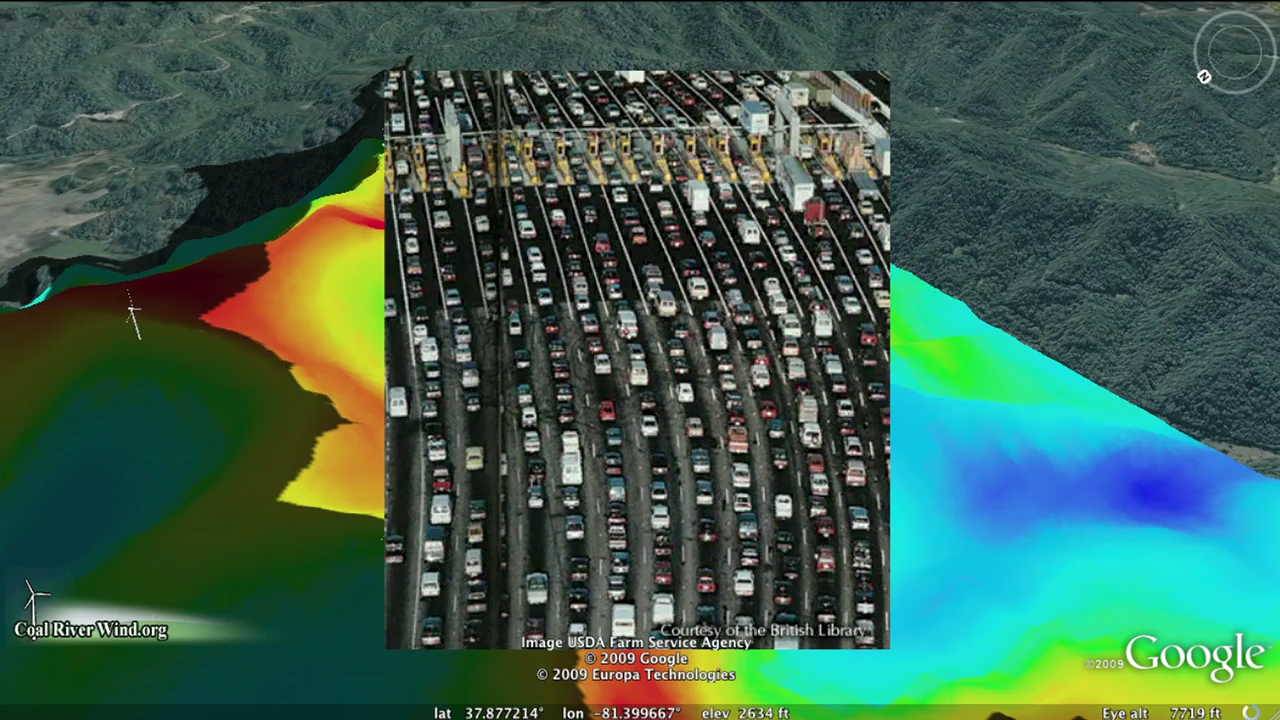 N
Coal River Wind.org
Courtesy of the British Library
Image USDA Farm Service Agency
© 2009 Google
© 2009 Europa Technologies
©2009 Google
lat 37.877214° lon -81.399667° elev 2634 ft
Eye alt 7719 ft